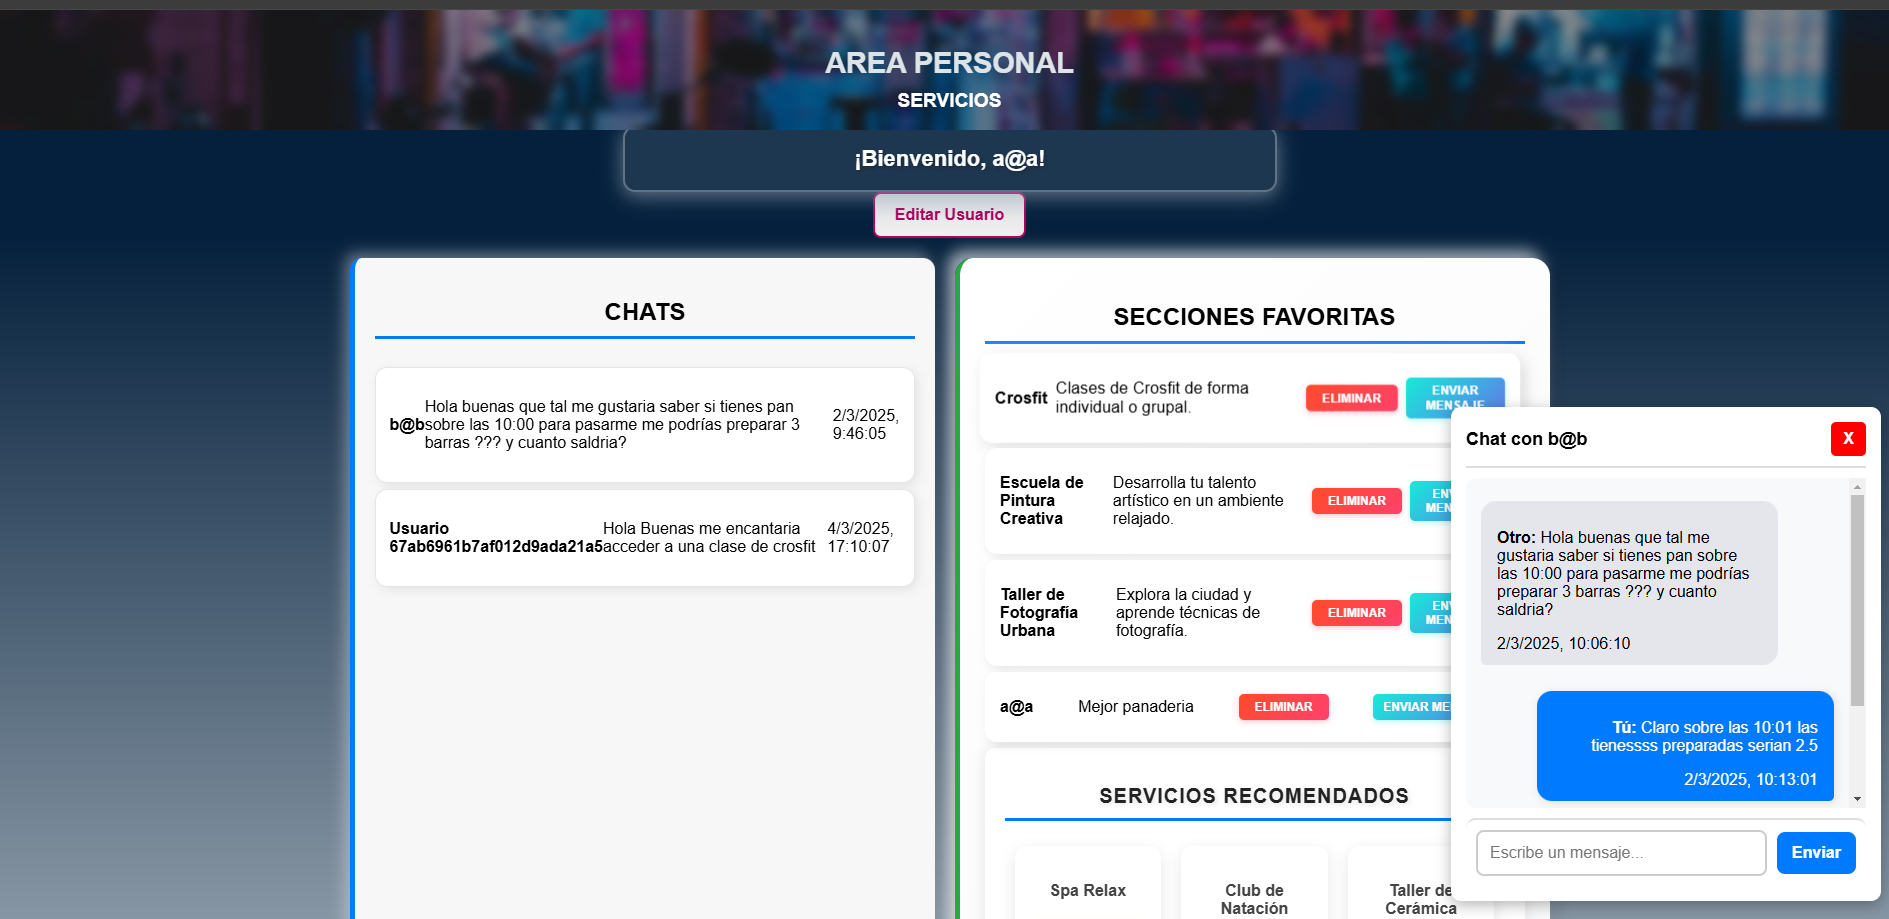 AREA PERSONAL
SERVICIOS
¡Bienvenido, a@a!
Editar Usuario
CHATS
b@b
Hola buenas que tal me gustaria saber si tienes pan
sobre las 10:00 para pasarme me podrías preparar 3
barras ??? y cuanto saldria?
2/3/2025,
9:46:05
Usuario
67ab6961b7af012d9ada21a5
Hola Buenas me encantaria
acceder a una clase de crosfit
4/3/2025,
17:10:07
SECCIONES FAVORITAS
Crosfit
Clases de Crosfit de forma
individual o grupal.
ELIMINAR
ENVIAR
MENSAJE
Escuela de
Pintura
Creativa
Desarrolla tu talento
artístico en un ambiente
relajado.
ELIMINAR
EN
MEN
Taller de
Fotografía
Urbana
Explora la ciudad y
aprende técnicas de
fotografía.
ELIMINAR
EN
MEN
a@a
Mejor panaderia
ELIMINAR
ENVIAR ME
SERVICIOS RECOMENDADOS
Spa Relax
Club de
Natación
Taller de
Cerámica
Chat con b@b
X
Otro: Hola buenas que tal me
gustaria saber si tienes pan sobre
las 10:00 para pasarme me podrías
preparar 3 barras ??? y cuanto
saldria?
2/3/2025, 10:06:10
Tú: Claro sobre las 10:01 las
tienessss preparadas serian 2.5
2/3/2025, 10:13:01
Escribe un mensaje...
Enviar